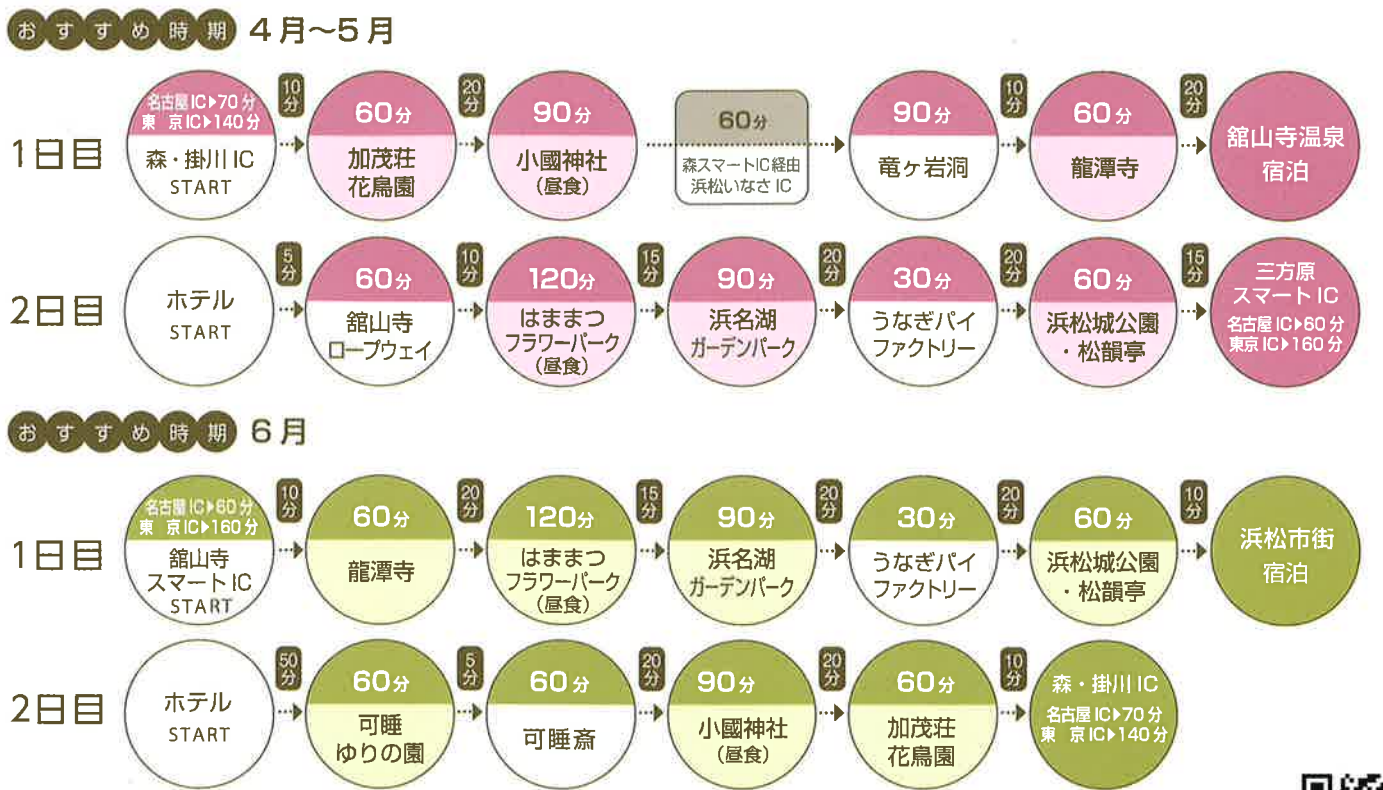 おすすめ時期 4月~5月
1日目
名古屋IC▶70分
東 京IC▶140分
森・掛川IC
START
10分
60分
加茂荘
花鳥園
20分
90分
小國神社
(昼食)
60分
森スマートIC経由
浜松いなさIC
90分
竜ヶ岩洞
10分
60分
龍潭寺
20分
舘山寺温泉
宿泊
2日目
ホテル
START
5分
60分
舘山寺
ロープウェイ
10分
120分
はままつ
フラワーパーク
(昼食)
15分
90分
浜名湖
ガーデンパーク
20分
30分
うなぎパイ
ファクトリー
20分
60分
浜松城公園
・松韻亭
15分
三方原
スマートIC
名古屋IC▶60分
東京IC▶160分
おすすめ時期 6月
1日目
名古屋IC▶60分
東 京IC▶160分
舘山寺
スマートIC
START
10分
60分
龍潭寺
20分
120分
はままつ
フラワーパーク
(昼食)
15分
90分
浜名湖
ガーデンパーク
20分
30分
うなぎパイ
ファクトリー
20分
60分
浜松城公園
・松韻亭
10分
浜松市街
宿泊
2日目
ホテル
START
50分
60分
可睡
ゆりの園
5分
60分
可睡斎
20分
90分
小國神社
(昼食)
20分
60分
加茂荘
花鳥園
10分
森・掛川IC
名古屋IC▶70分
東 京IC▶140分